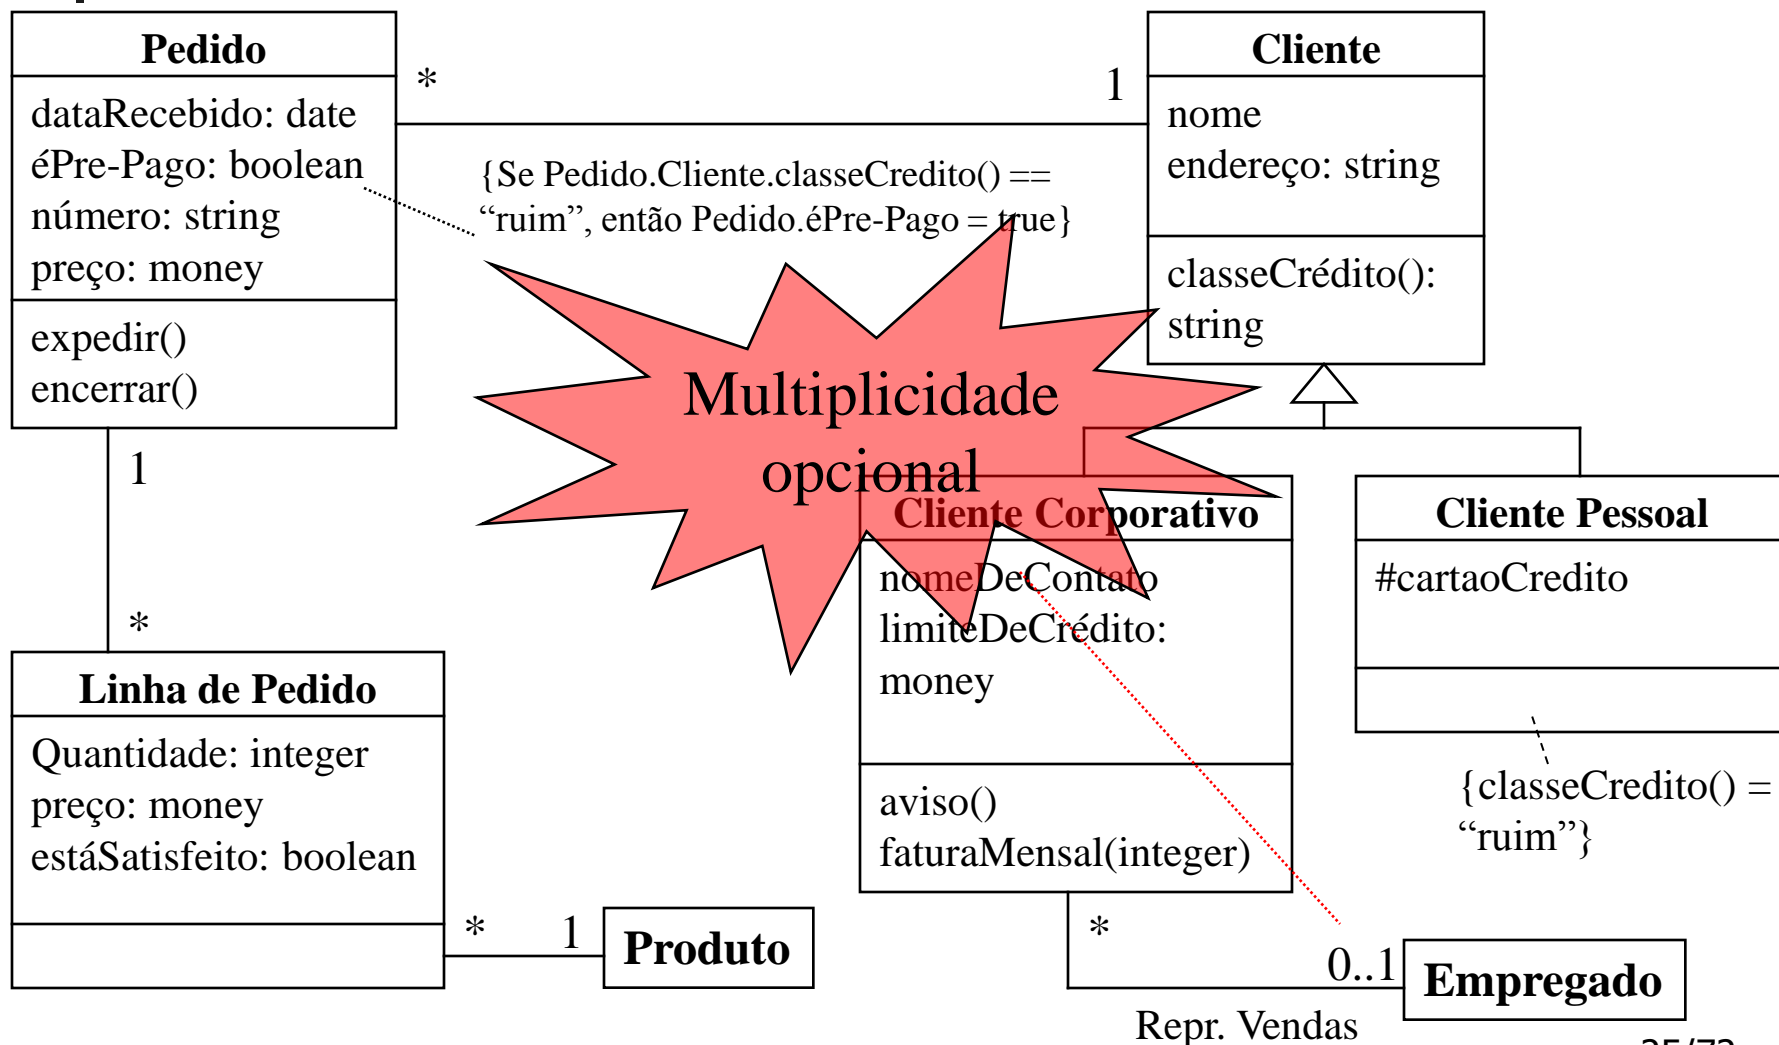 Pedido
dataRecebido: date
éPre-Pago: boolean
número: string
preço: money
expedir()
encerrar()
*
1
{Se Pedido.Cliente.classeCredito() ==
“ruim”, então Pedido.éPre-Pago = true}
Cliente
nome
endereço: string
classeCrédito():
string
Multiplicidade
opcional
1
*
Linha de Pedido
Quantidade: integer
preço: money
estáSatisfeito: boolean
*
1
Produto
Cliente Corporativo
nomeDeContato
limiteDeCrédito:
money
aviso()
faturaMensal(integer)
*
0..1
Empregado
Repr. Vendas
Cliente Pessoal
#cartaoCredito
{classeCredito() =
“ruim”}